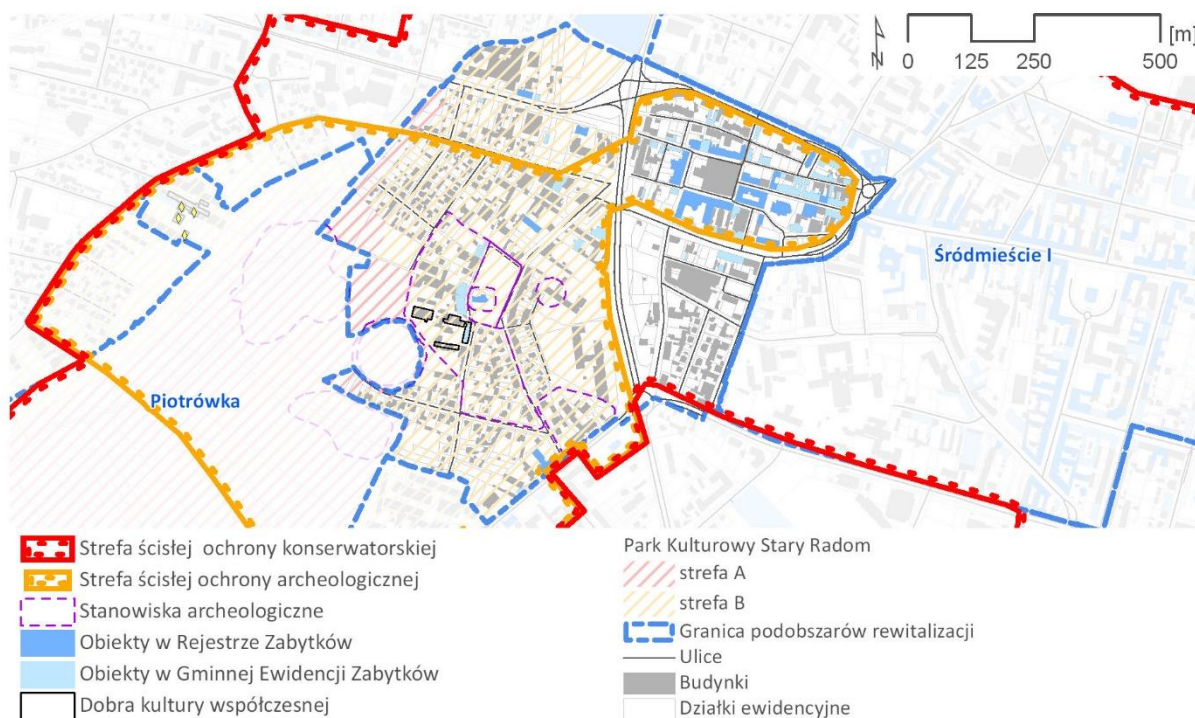 [m]
N
0 125 250 500
Śródmieście I
Piotrówka
Strefa ścisłej ochrony konserwatorskiej
Strefa ścisłej ochrony archeologicznej
Stanowiska archeologiczne
Obiekty w Rejestrze Zabytków
Obiekty w Gminnej Ewidencji Zabytków
Dobra kultury współczesnej
Park Kulturowy Stary Radom
strefa A
strefa B
Granica podobszarów rewitalizacji
Ulice
Budynki
Działki ewidencyjne